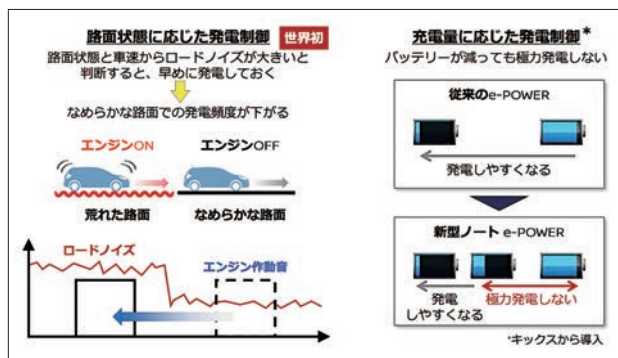 路面状態に応じた発電制御
世界初
路面状態と車速からロードノイズが大きいと
判断すると、早めに発電しておく
なめらかな路面での発電頻度が下がる
エンジンON
エンジンOFF
荒れた路面
なめらかな路面
ロードノイズ
エンジン作動音
充電量に応じた発電制御*
バッテリーが減っても極力発電しない
従来のe-POWER
発電しやすくなる
新型ノート e-POWER
発電
しやすくなる
極力発電しない
*キックスから導入